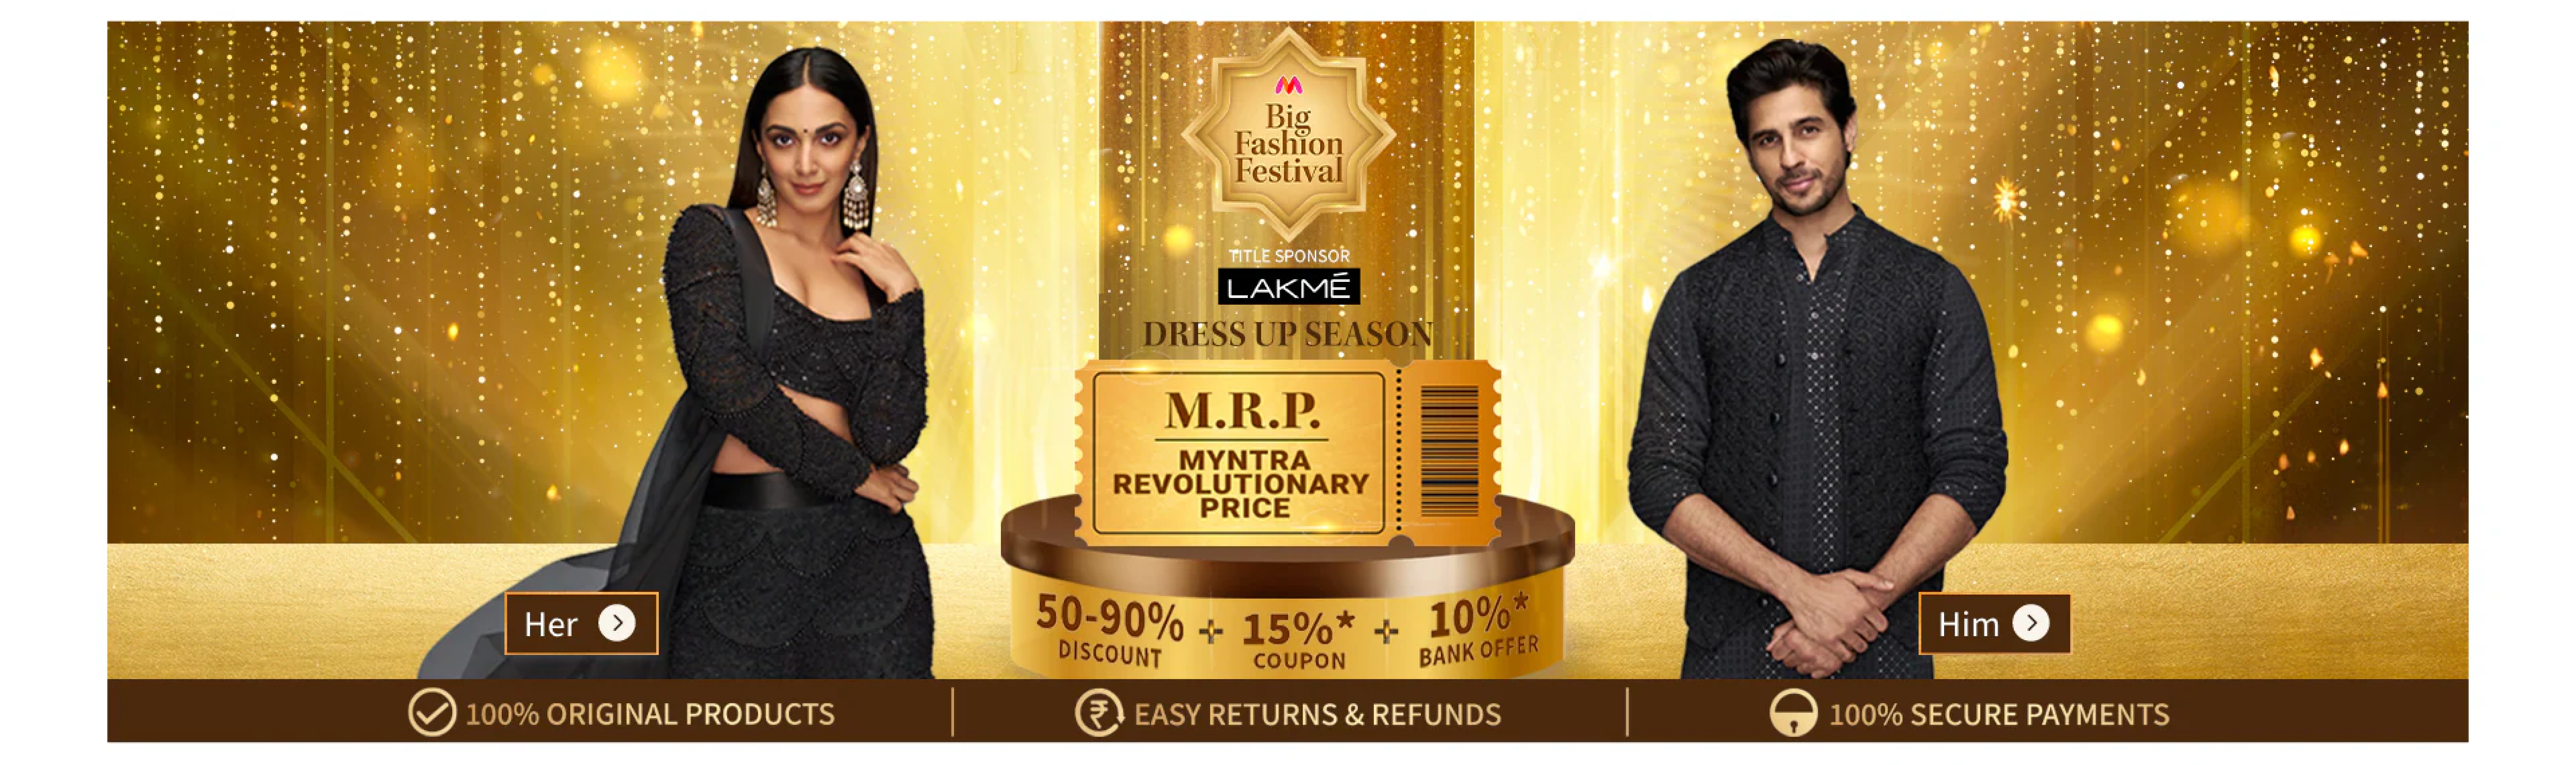 Big
Fashion
Festival
TITLE SPONSOR
LAKMÉ
DRESS UP SEASON
M.R.P.
MYNTRA
REVOLUTIONARY
PRICE
50-90% + 15%* + 10%*
DISCOUNT COUPON BANK OFFER
Her
Him
100% ORIGINAL PRODUCTS
EASY RETURNS & REFUNDS
100% SECURE PAYMENTS